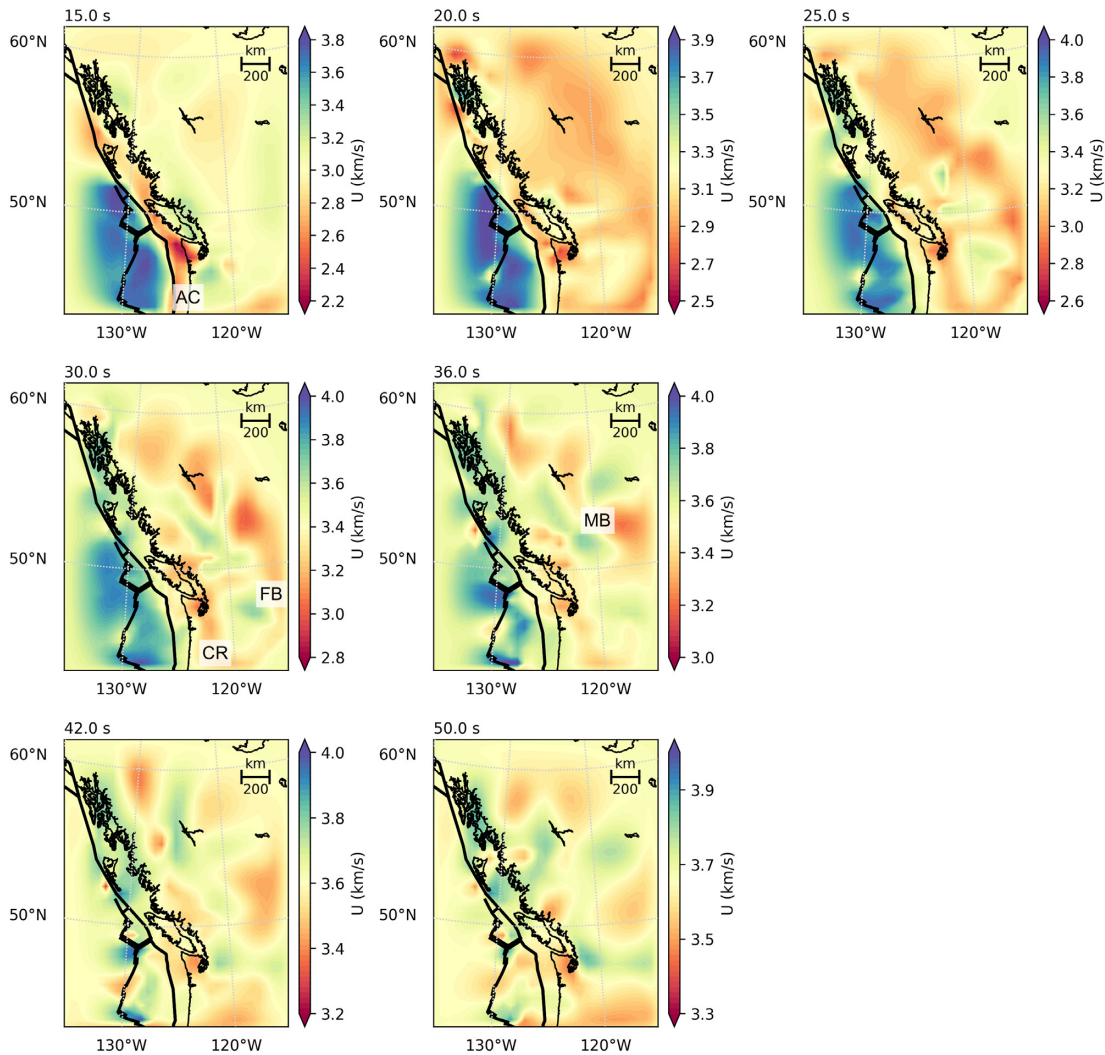 15.0 s
60°N
50°N
130°W 120°W
km
200
3.8
3.6
3.4
3.2
3.0
2.8
2.6
2.4
2.2
U (km/s)
AC
20.0 s
60°N
50°N
130°W 120°W
km
200
3.9
3.7
3.5
3.3
3.1
2.9
2.7
2.5
U (km/s)
25.0 s
60°N
50°N
130°W 120°W
km
200
4.0
3.8
3.6
3.4
3.2
3.0
2.8
2.6
U (km/s)
30.0 s
60°N
50°N
130°W 120°W
km
200
4.0
3.8
3.6
3.4
3.2
3.0
2.8
U (km/s)
FB
CR
36.0 s
60°N
50°N
130°W 120°W
km
200
4.0
3.8
3.6
3.4
3.2
3.0
U (km/s)
MB
42.0 s
60°N
50°N
130°W 120°W
km
200
4.0
3.8
3.6
3.4
3.2
U (km/s)
50.0 s
60°N
50°N
130°W 120°W
km
200
3.9
3.7
3.5
3.3
U (km/s)